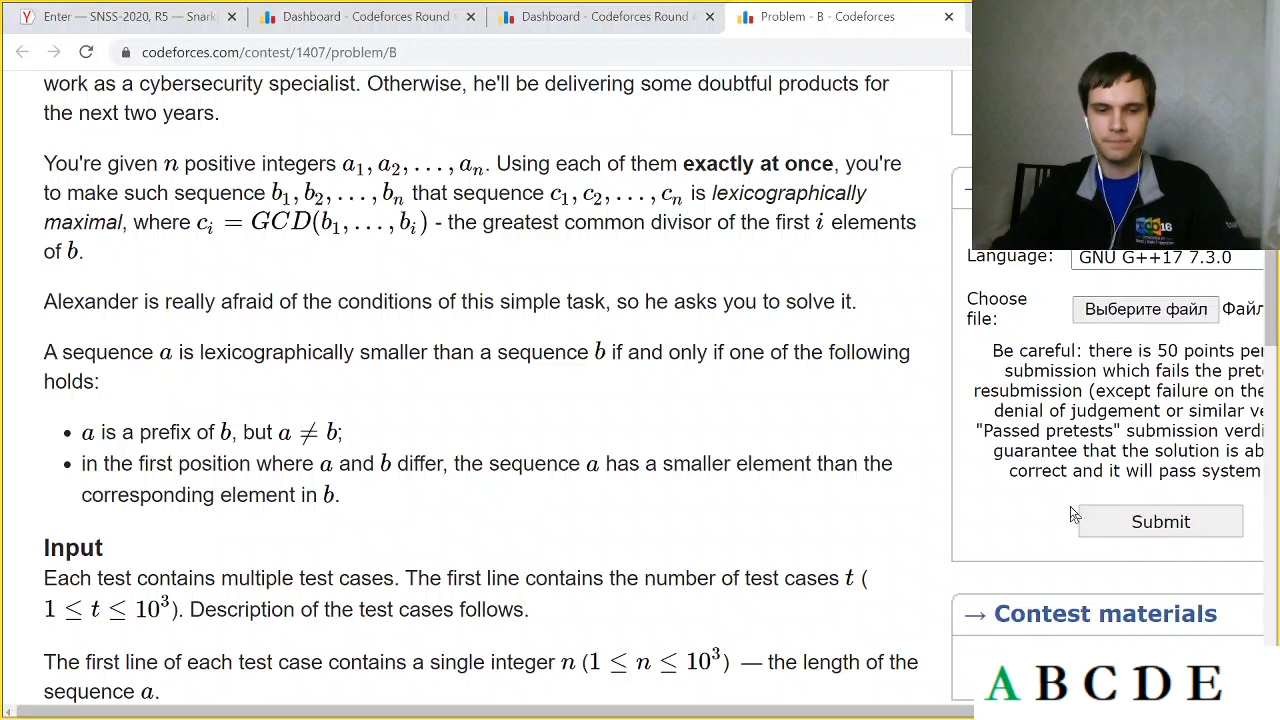 Enter — SNSS-2020, R5 — Snark
Dashboard - Codeforces Round
Dashboard - Codeforces Round
Problem - B - Codeforces
codeforces.com/contest/1407/problem/B
work as a cybersecurity specialist. Otherwise, he'll be delivering some doubtful products for
the next two years.
You're given n positive integers a₁, a₂, . . . , aₙ. Using each of them exactly at once, you're
to make such sequence b₁, b₂, . . . , bₙ that sequence c₁, c₂, . . . , cₙ is lexicographically
maximal, where cᵢ = GCD(b₁, . . . , bᵢ) - the greatest common divisor of the first i elements
of b.
Alexander is really afraid of the conditions of this simple task, so he asks you to solve it.
A sequence a is lexicographically smaller than a sequence b if and only if one of the following
holds:
• a is a prefix of b, but a ≠ b;
• in the first position where a and b differ, the sequence a has a smaller element than the
corresponding element in b.
Input
Each test contains multiple test cases. The first line contains the number of test cases t (
1 ≤ t ≤ 10³). Description of the test cases follows.
The first line of each test case contains a single integer n (1 ≤ n ≤ 10³) — the length of the
sequence a.
16
Language:
GNU G++17 7.3.0
Choose
file:
Выберите файл
Файл
Be careful: there is 50 points pe
submission which fails the pret
resubmission (except failure on the
denial of judgement or similar ve
"Passed pretests" submission verdi
guarantee that the solution is ab
correct and it will pass system
Submit
→ Contest materials
A B C D E